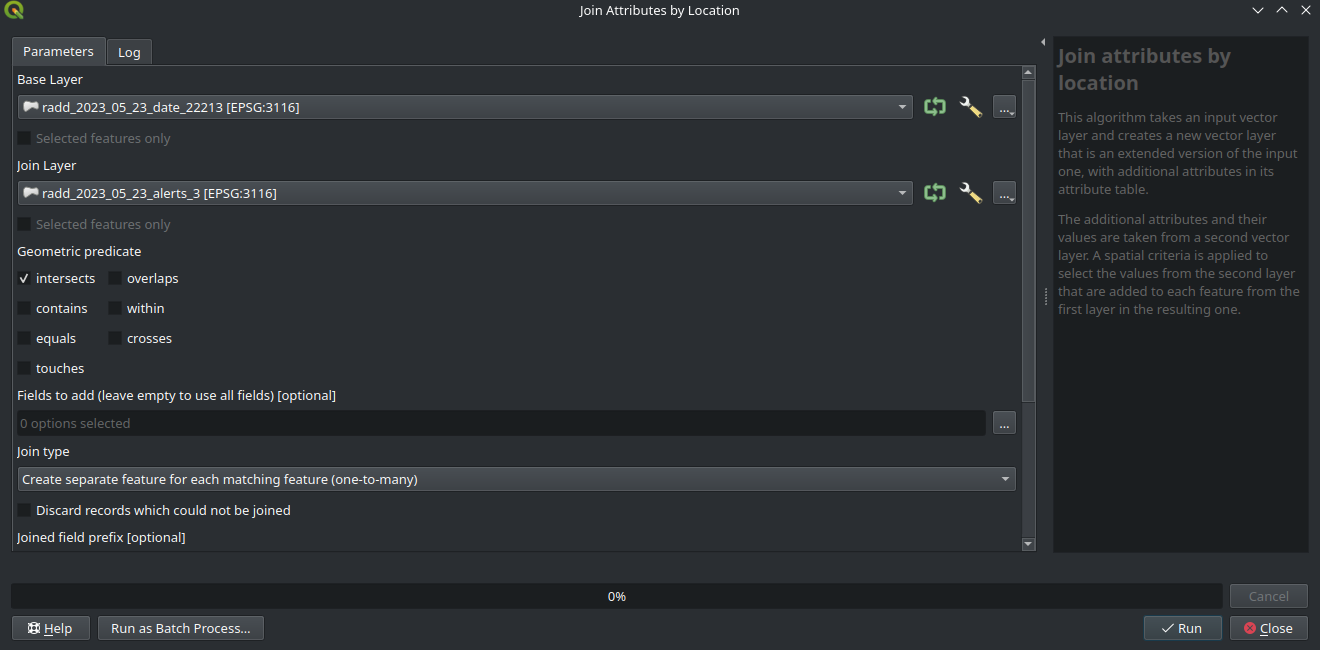 Join Attributes by Location
Parameters
Log
Base Layer
radd_2023_05_23_date_22213 [EPSG:3116]
...
Selected features only
Join Layer
radd_2023_05_23_alerts_3 [EPSG:3116]
...
Selected features only
Geometric predicate
intersects overlaps
contains within
equals crosses
touches
Fields to add (leave empty to use all fields) [optional]
0 options selected
...
Join type
Create separate feature for each matching feature (one-to-many)
Discard records which could not be joined
Joined field prefix [optional]
Join attributes by
location
This algorithm takes an input vector
layer and creates a new vector layer
that is an extended version of the input
one, with additional attributes in its
attribute table.
The additional attributes and their
values are taken from a second vector
layer. A spatial criteria is applied to
select the values from the second layer
that are added to each feature from the
first layer in the resulting one.
0%
Cancel
Help
Run as Batch Process...
Run
Close